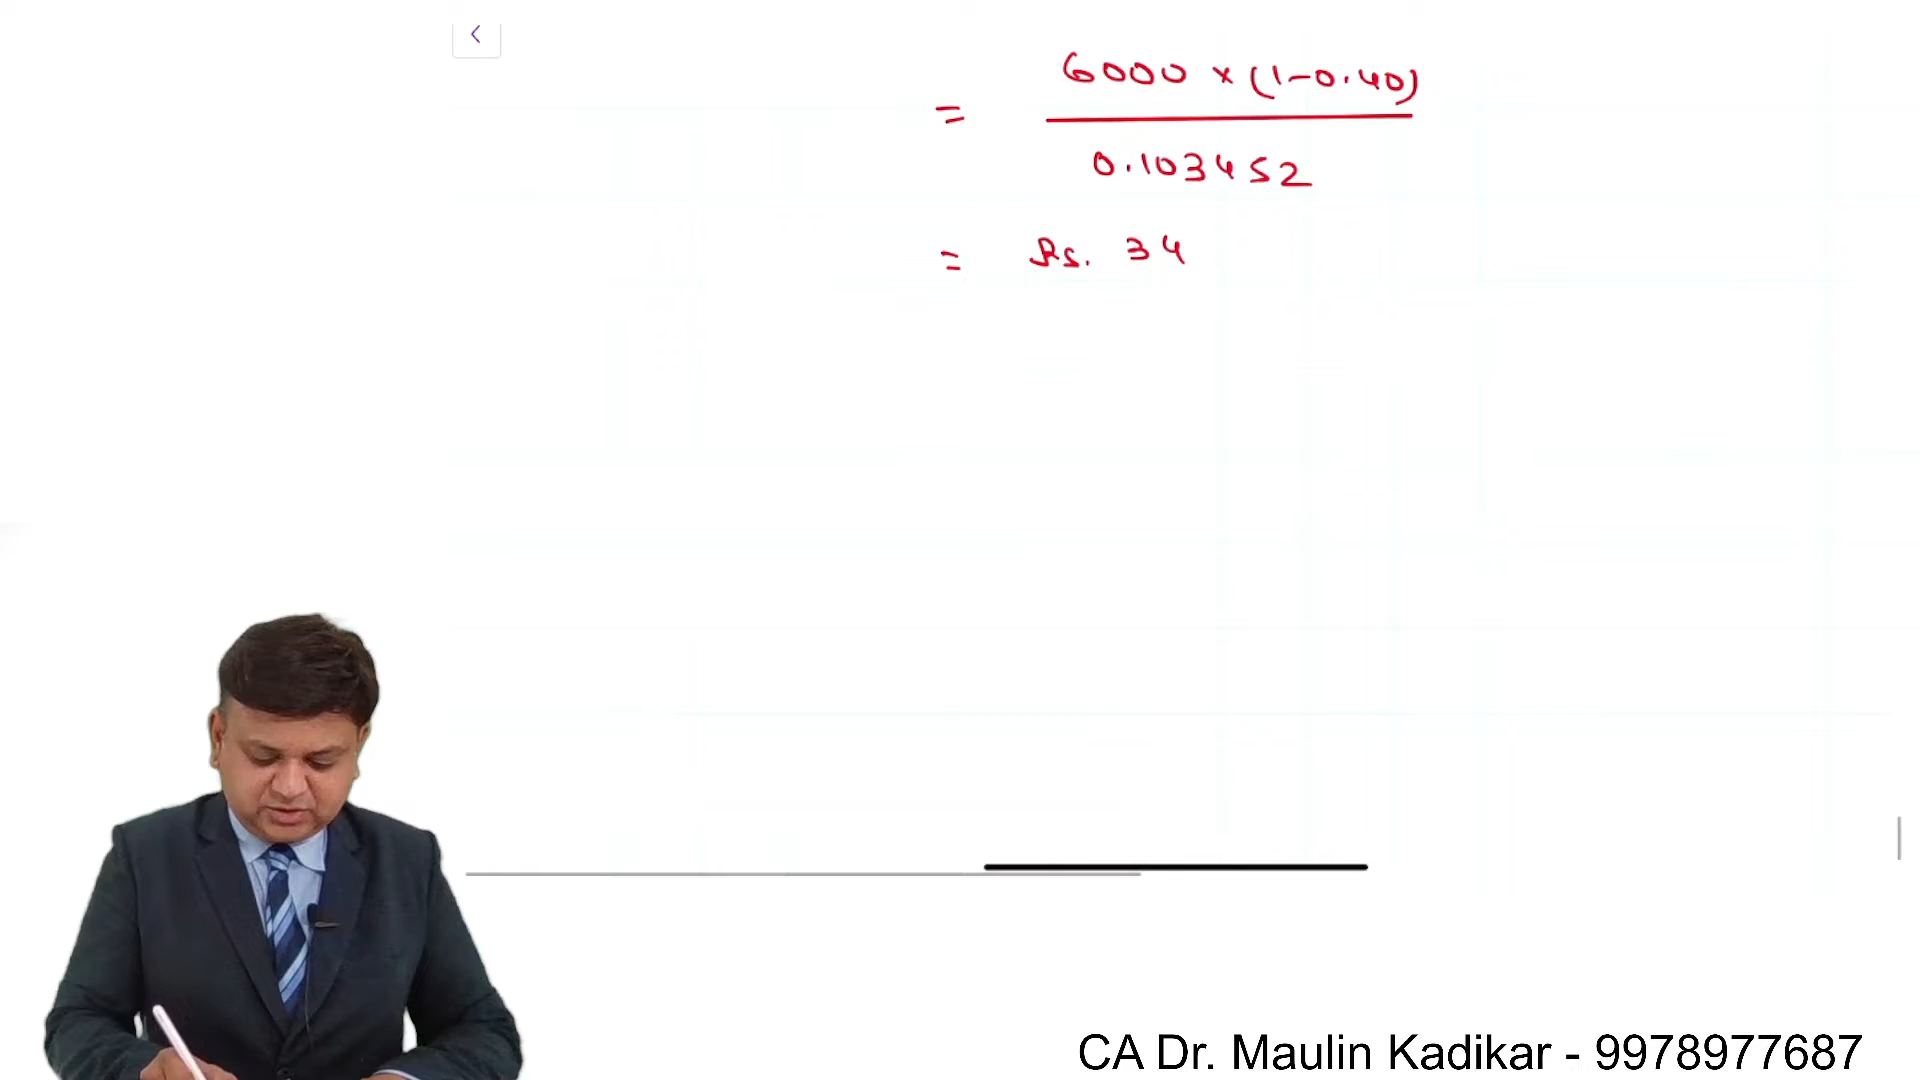 6000 × (1-0.40)
=
0.103452
= Rs. 34
CA Dr. Maulin Kadikar - 9978977687